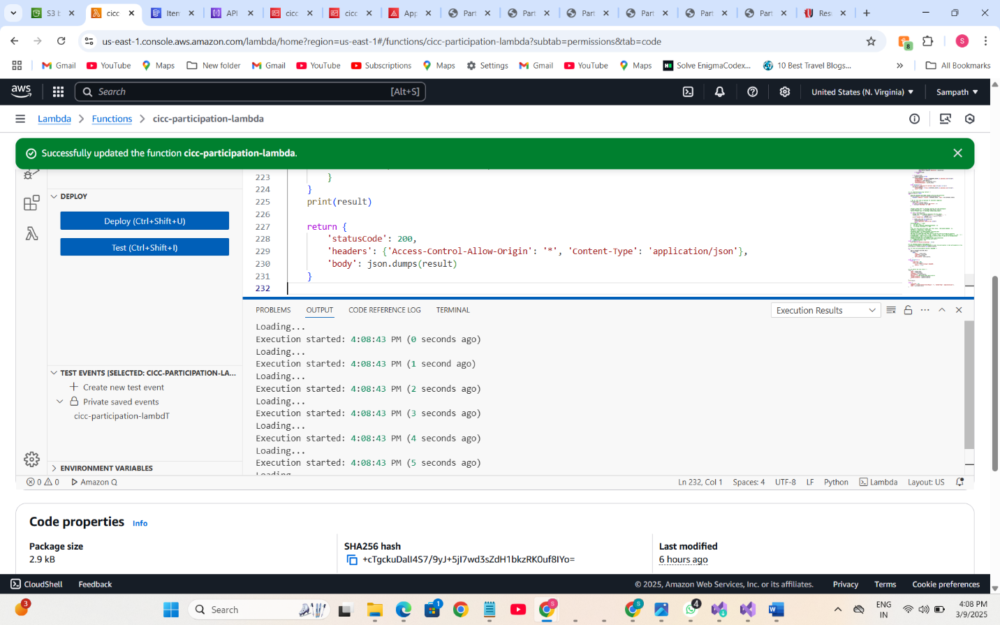 S3 b
cicc
Item
API
cicc
cicc
App
Part
Part
Part
Part
Part
Part
Res
us-east-1.console.aws.amazon.com/lambda/home?region=us-east-1#/functions/cicc-participation-lambda?subtab=permissions&tab=code
8
S
Gmail
YouTube
Maps
New folder
Gmail
YouTube
Subscriptions
Maps
Settings
Gmail
YouTube
Maps
Solve EnigmaCodex...
10 Best Travel Blogs...
»
All Bookmarks
aws
Search
[Alt+S]
United States (N. Virginia)
Sampath
Lambda > Functions > cicc-participation-lambda
Successfully updated the function cicc-participation-lambda.
DEPLOY
Deploy (Ctrl+Shift+U)
Test (Ctrl+Shift+I)
223 }
224 }
225 print(result)
226
227 return {
228 'statusCode': 200,
229 'headers': {'Access-Control-Allow-Origin': '*', 'Content-Type': 'application/json'},
230 'body': json.dumps(result)
231 }
232
PROBLEMS OUTPUT CODE REFERENCE LOG TERMINAL
Execution Results
Loading...
Execution started: 4:08:43 PM (0 seconds ago)
Loading...
Execution started: 4:08:43 PM (1 second ago)
Loading...
Execution started: 4:08:43 PM (2 seconds ago)
Loading...
Execution started: 4:08:43 PM (3 seconds ago)
Loading...
Execution started: 4:08:43 PM (4 seconds ago)
Loading...
Execution started: 4:08:43 PM (5 seconds ago)
Loading
TEST EVENTS [SELECTED: CICC-PARTICIPATION-LA...
Create new test event
Private saved events
cicc-participation-lambdT
ENVIRONMENT VARIABLES
0 0 Amazon Q
Ln 232, Col 1 Spaces: 4 UTF-8 LF Python Lambda Layout: US
Code properties Info
Package size
2.9 kB
SHA256 hash
+cTgckuDalI4S7/9yJ+5jI7wd3sZdH1bkzRK0uf8IYo=
Last modified
6 hours ago
CloudShell Feedback
© 2025, Amazon Web Services, Inc. or its affiliates. Privacy Terms Cookie preferences
3
Search
1
S
S
4
ENG
IN
4:08 PM
3/9/2025